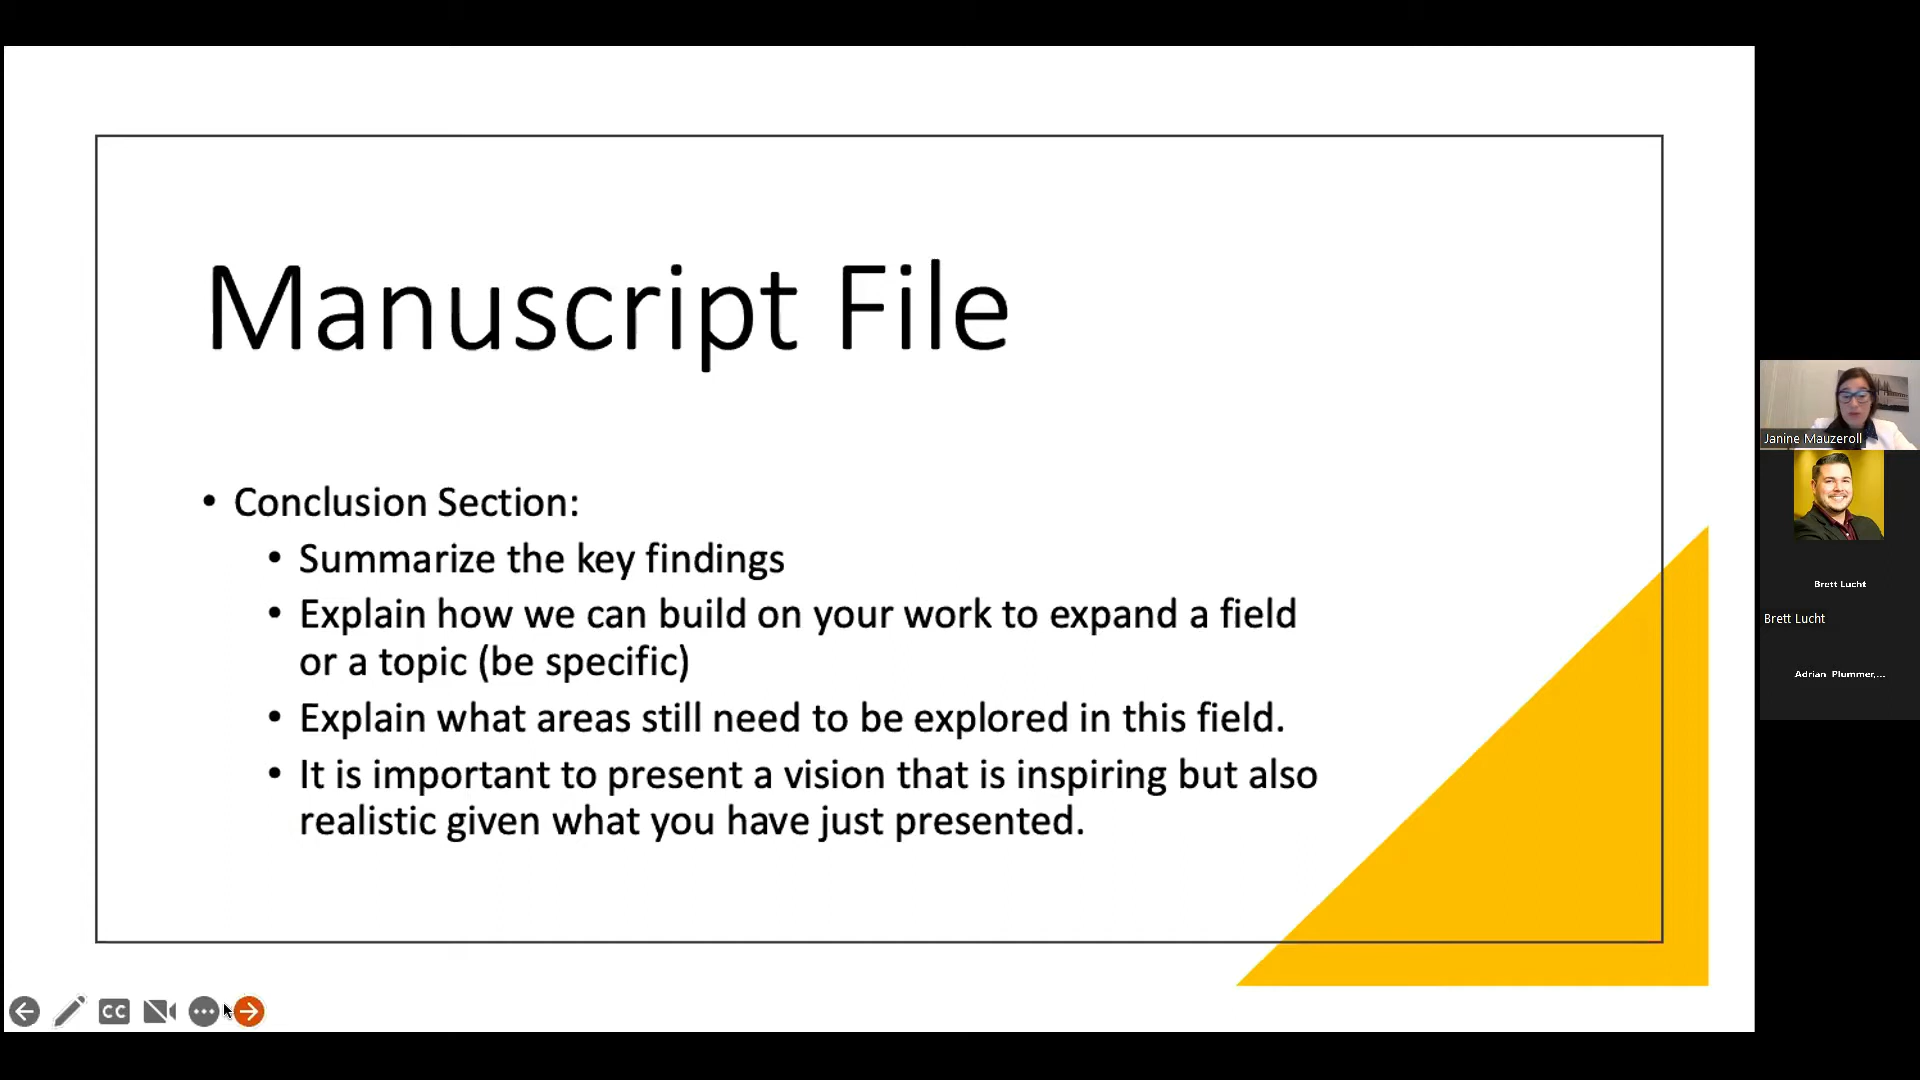 Manuscript File
• Conclusion Section:
• Summarize the key findings
• Explain how we can build on your work to expand a field
or a topic (be specific)
• Explain what areas still need to be explored in this field.
• It is important to present a vision that is inspiring but also
realistic given what you have just presented.
CC
Janine Mauzeroll
Brett Lucht
Brett Lucht
Adrian Plummer,...